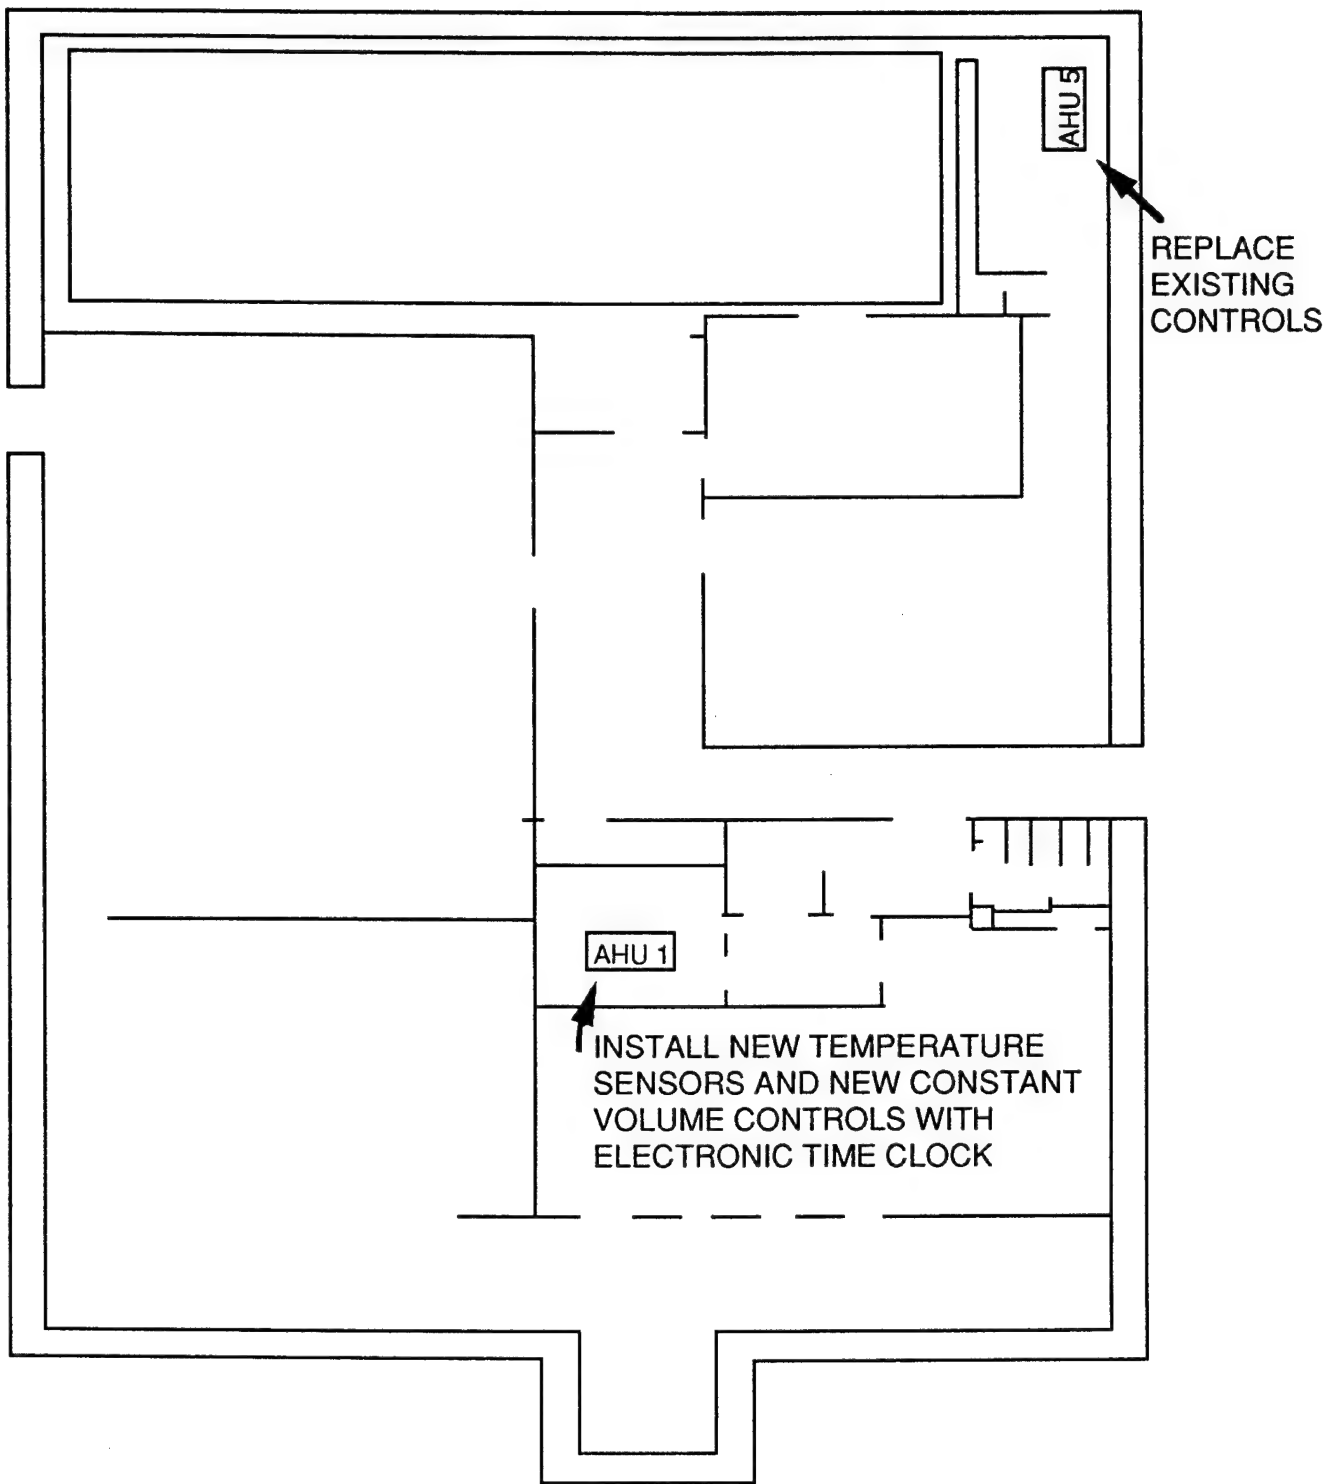 AHU 5
REPLACE
EXISTING
CONTROLS
AHU 1
INSTALL NEW TEMPERATURE
SENSORS AND NEW CONSTANT
VOLUME CONTROLS WITH
ELECTRONIC TIME CLOCK